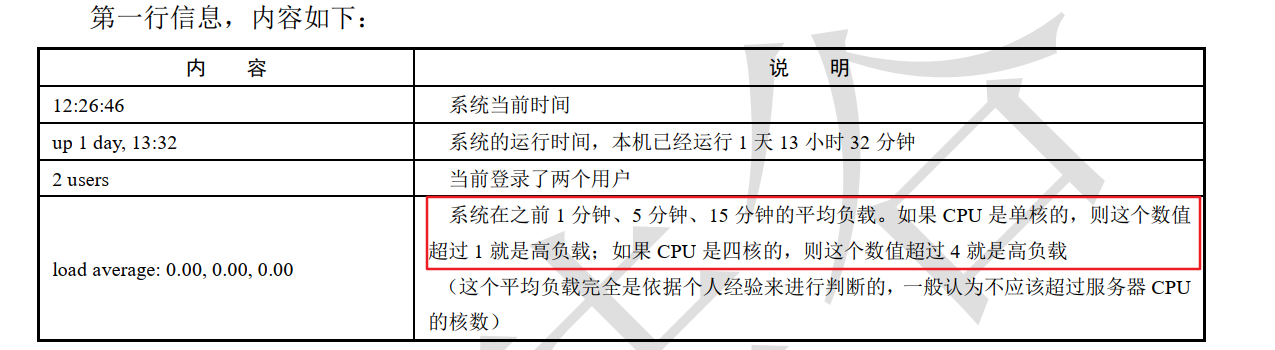 第一行信息，内容如下：
内 容 说 明
12:26:46 系统当前时间
up 1 day, 13:32 系统的运行时间，本机已经运行 1 天 13 小时 32 分钟
2 users 当前登录了两个用户
load average: 0.00, 0.00, 0.00
系统在之前 1 分钟、5 分钟、15 分钟的平均负载。如果 CPU 是单核的，则这个数值
超过 1 就是高负载；如果 CPU 是四核的，则这个数值超过 4 就是高负载
（这个平均负载完全是依据个人经验来进行判断的，一般认为不应该超过服务器 CPU
的核数）